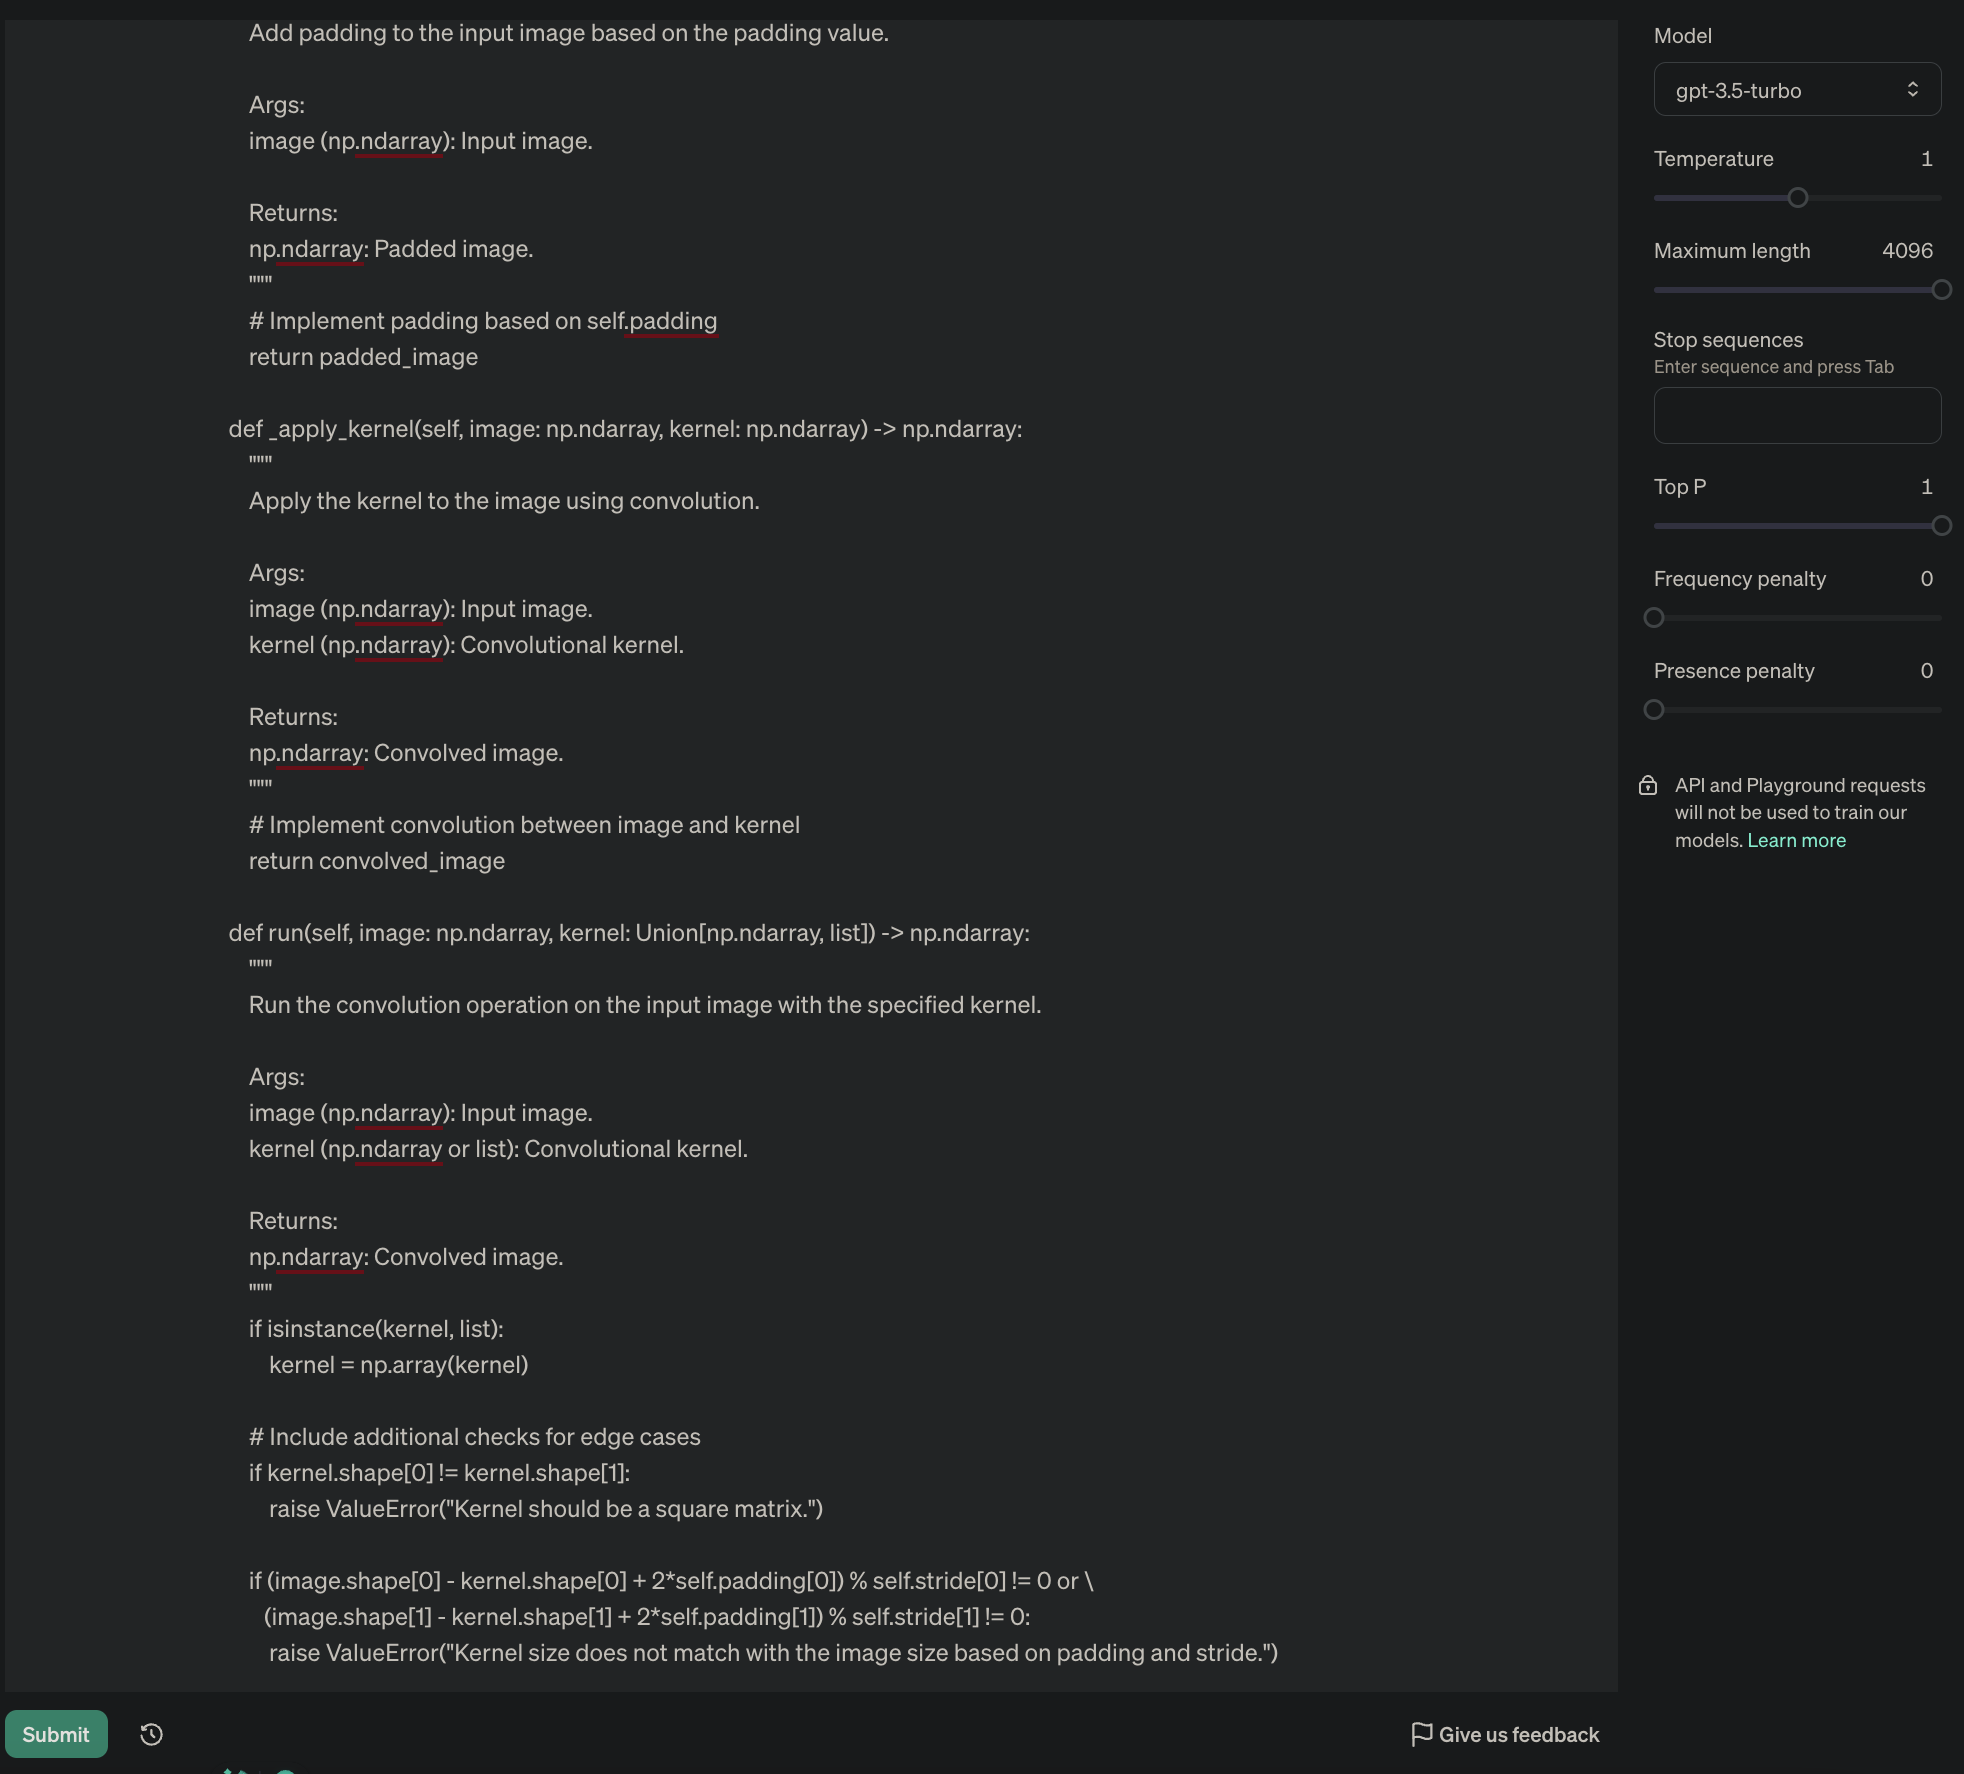 Add padding to the input image based on the padding value.
Args:
image (np.ndarray): Input image.
Returns:
np.ndarray: Padded image.
"""
# Implement padding based on self.padding
return padded_image
def _apply_kernel(self, image: np.ndarray, kernel: np.ndarray) -> np.ndarray:
"""
Apply the kernel to the image using convolution.
Args:
image (np.ndarray): Input image.
kernel (np.ndarray): Convolutional kernel.
Returns:
np.ndarray: Convolved image.
"""
# Implement convolution between image and kernel
return convolved_image
def run(self, image: np.ndarray, kernel: Union[np.ndarray, list]) -> np.ndarray:
"""
Run the convolution operation on the input image with the specified kernel.
Args:
image (np.ndarray): Input image.
kernel (np.ndarray or list): Convolutional kernel.
Returns:
np.ndarray: Convolved image.
"""
if isinstance(kernel, list):
kernel = np.array(kernel)
# Include additional checks for edge cases
if kernel.shape[0] != kernel.shape[1]:
raise ValueError("Kernel should be a square matrix.")
if (image.shape[0] - kernel.shape[0] + 2*self.padding[0]) % self.stride[0] != 0 or \
(image.shape[1] - kernel.shape[1] + 2*self.padding[1]) % self.stride[1] != 0:
raise ValueError("Kernel size does not match with the image size based on padding and stride.")
Submit
Give us feedback
Model
gpt-3.5-turbo
Temperature 1
Maximum length 4096
Stop sequences
Enter sequence and press Tab
Top P 1
Frequency penalty 0
Presence penalty 0
API and Playground requests
will not be used to train our
models. Learn more